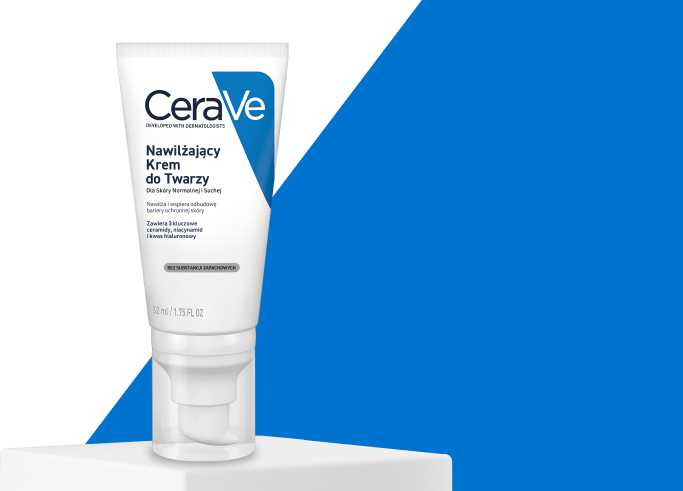 CeraVe
DEVELOPED WITH DERMATOLOGISTS
Nawilżający
Krem
do Twarzy
Dla Skóry Normalnej i Suchej
Nawilża i wspiera odbudowę
bariery ochronnej skóry
Zawiera 3 kluczowe
ceramidy, niacynamid
i kwas hialuronowy
BEZ SUBSTANCJI ZAPACHOWYCH
52 ml / 1.75 FL OZ